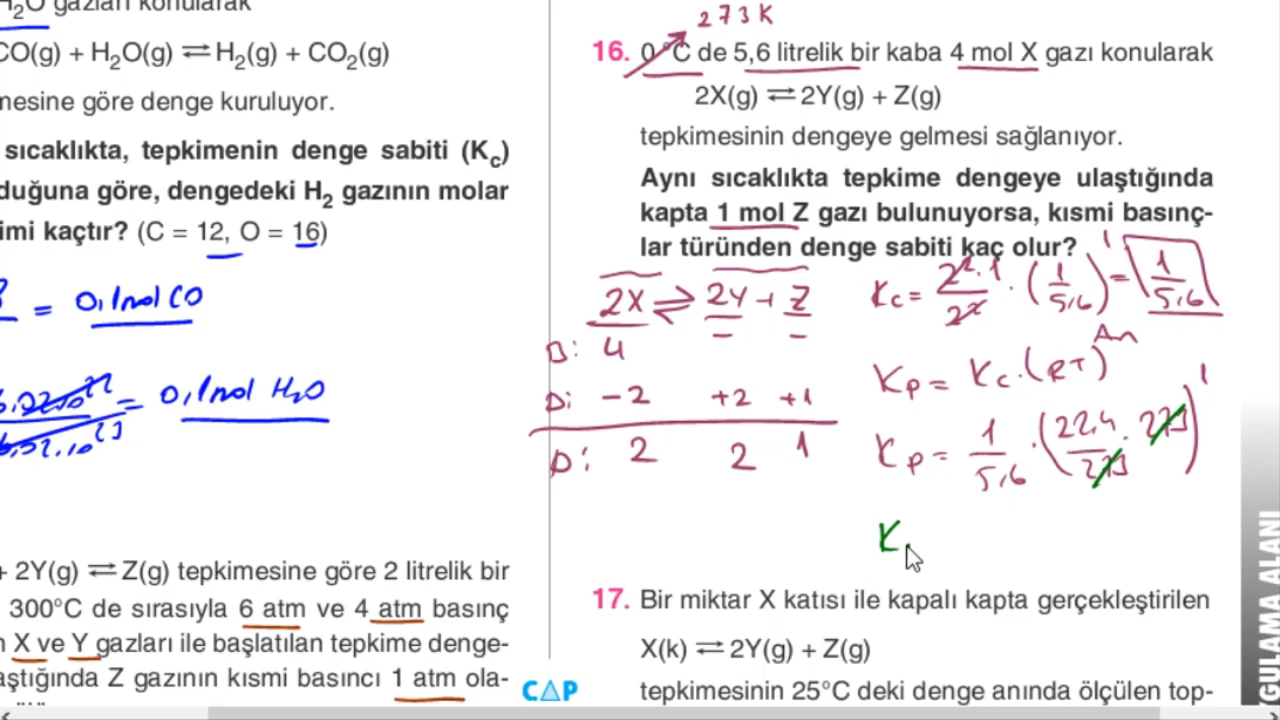 H₂O gazları konularak
CO(g) + H₂O(g) ⇌ H₂(g) + CO₂(g)
mesine göre denge kuruluyor.
sıcaklıkta, tepkimenin denge sabiti (K꜀)
duğuna göre, dengedeki H₂ gazının molar
imi kaçtır? (C = 12, O = 16)
= 0,1 mol CO
= 0,1 mol H₂O
+ 2Y(g) ⇌ Z(g) tepkimesine göre 2 litrelik bir
300°C de sırasıyla 6 atm ve 4 atm basınç
X ve Y gazları ile başlatılan tepkime denge-
aştığında Z gazının kısmi basıncı 1 atm ola-
273 K
16. 0°C de 5,6 litrelik bir kaba 4 mol X gazı konularak
2X(g) ⇌ 2Y(g) + Z(g)
tepkimesinin dengeye gelmesi sağlanıyor.
Aynı sıcaklıkta tepkime dengeye ulaştığında
kapta 1 mol Z gazı bulunuyorsa, kısmi basınç-
lar türünden denge sabiti kaç olur?
2X ⇌ 2Y + Z
B: 4
D: -2 +2 +1
D: 2 2 1
Kc = 2².1/2² . (1/5,6)¹ = 1/5,6
Kp = Kc.(RT)^Δn
Kp = 1/5,6 . (22,4/273 . 273)¹
K
17. Bir miktar X katısı ile kapalı kapta gerçekleştirilen
X(k) ⇌ 2Y(g) + Z(g)
tepkimesinin 25°C deki denge anında ölçülen top-
CAP
GULAMA ALANI